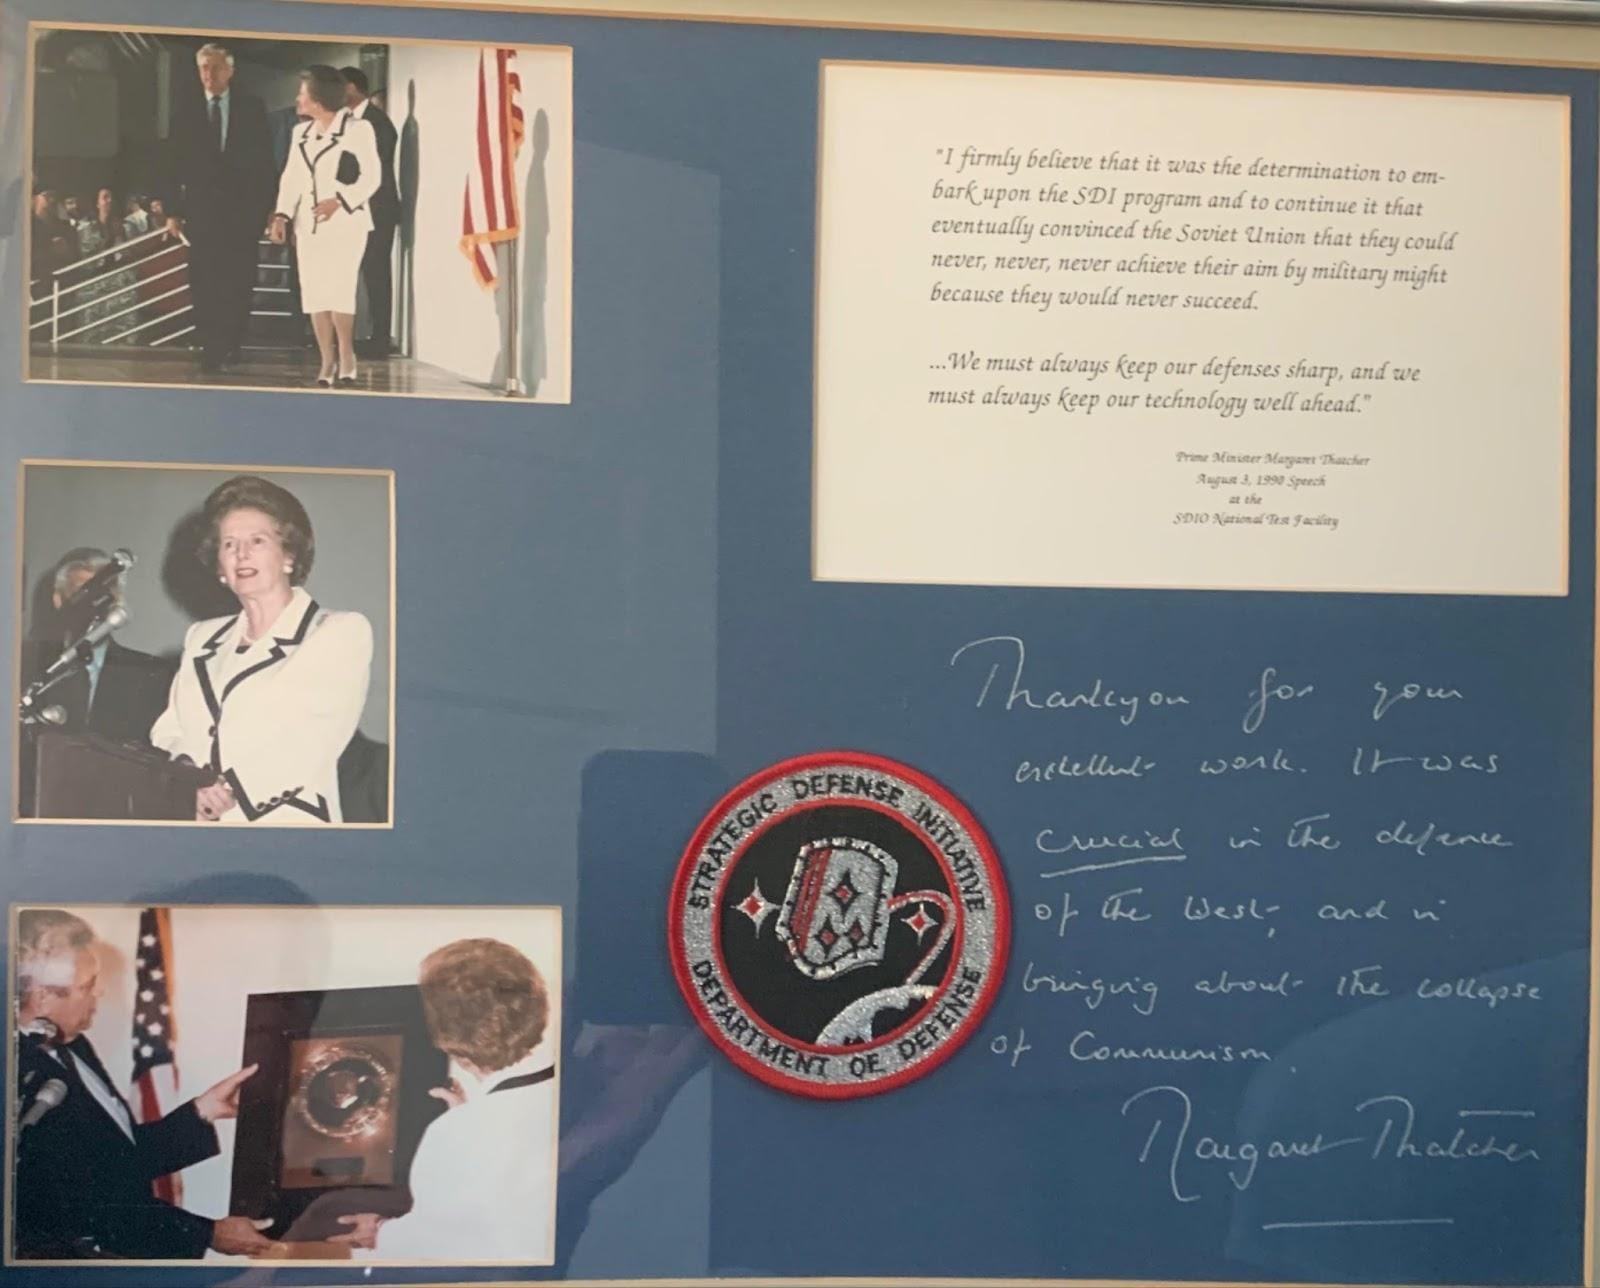 "I firmly believe that it was the determination to em-
bark upon the SDI program and to continue it that
eventually convinced the Soviet Union that they could
never, never, never achieve their aim by military might
because they would never succeed.
...We must always keep our defenses sharp, and we
must always keep our technology well ahead."
Prime Minister Margaret Thatcher
August 3, 1990 Speech
at the
SDIO National Test Facility
Thankyou for your
excellent work. It was
crucial in the defence
of the West, and in
bringing about the collapse
of Communism.
Margaret Thatcher
STRATEGIC DEFENSE INITIATIVE
DEPARTMENT OF DEFENSE